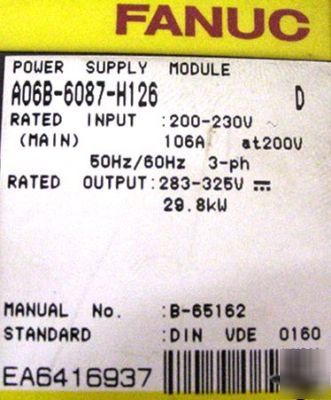 FANUC
POWER SUPPLY MODULE
A06B-6087-H126 D
RATED INPUT :200-230V ~
(MAIN) 106A at200V
50Hz/60Hz 3-ph
RATED OUTPUT:283-325V ⎓
29.8kW
MANUAL No. :B-65162
STANDARD :DIN VDE 0160
EA6416937